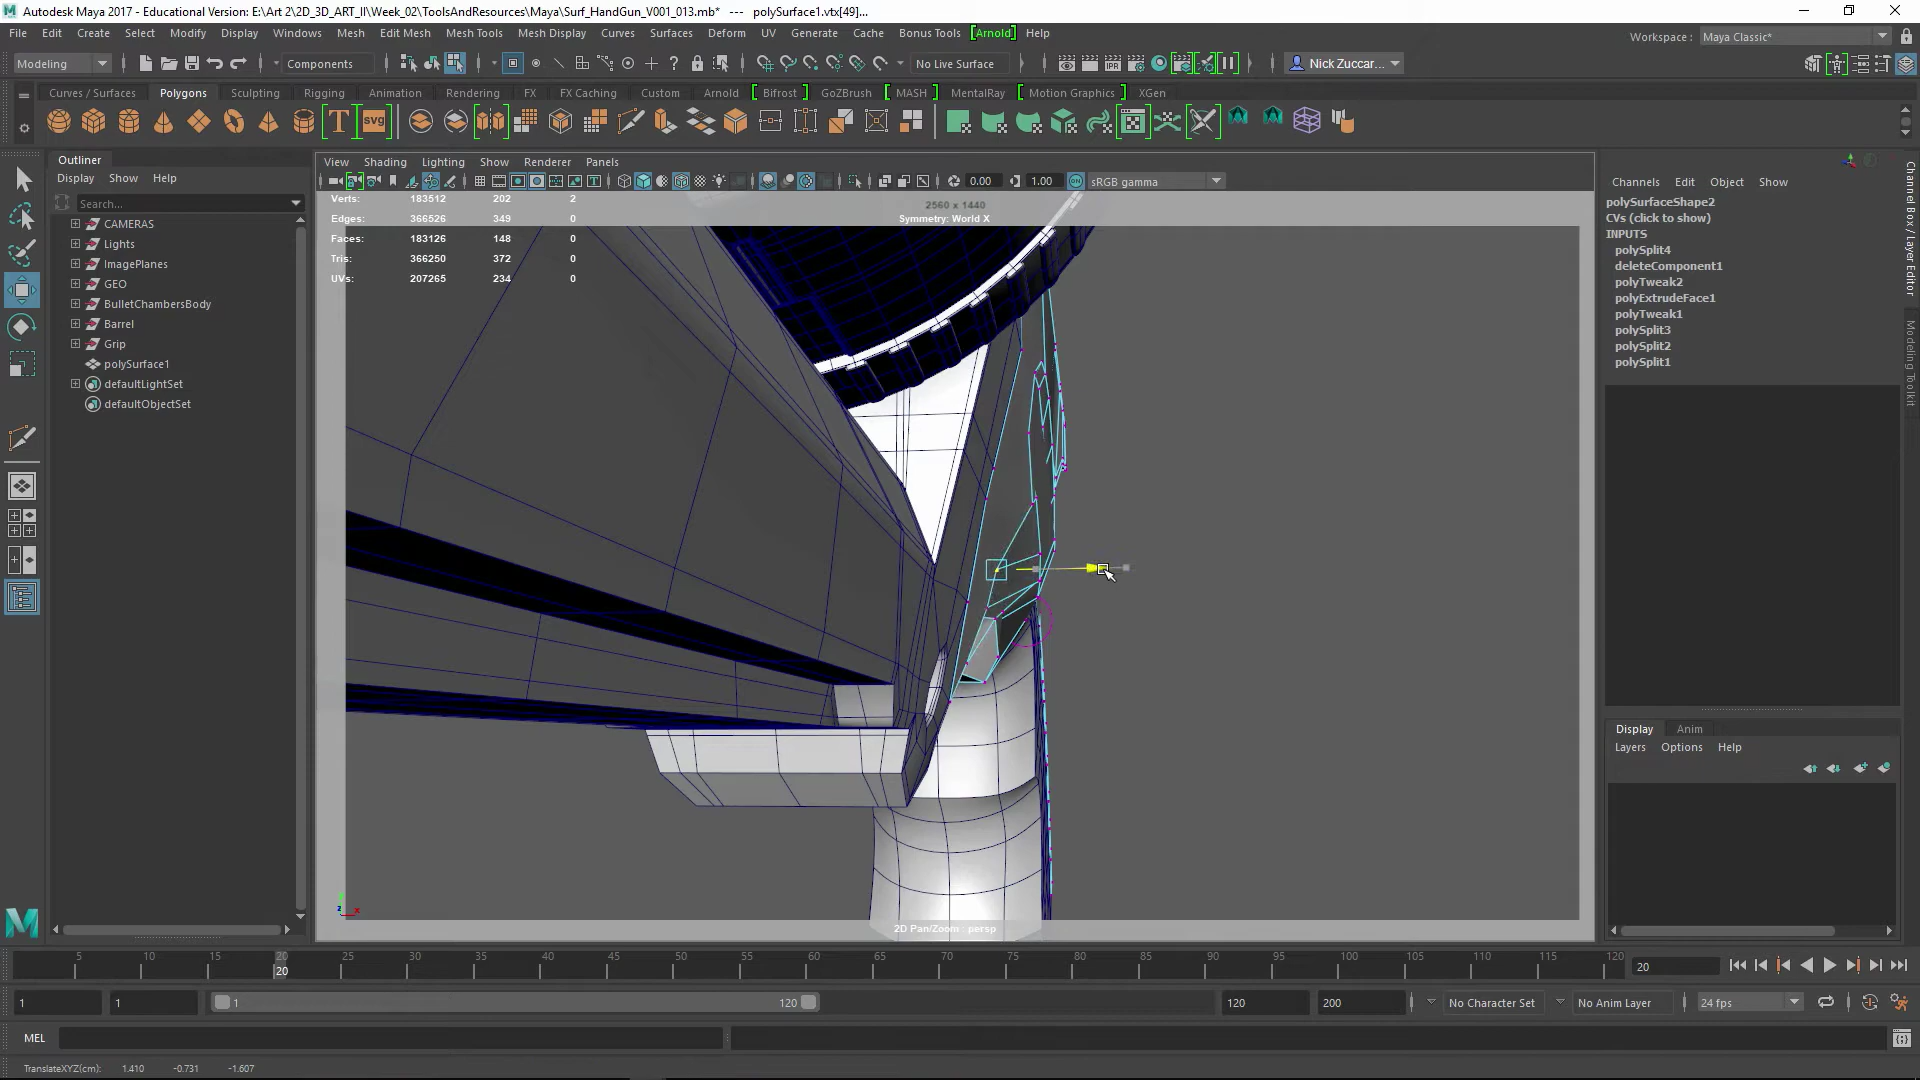 Autodesk Maya 2017 - Educational Version: E:\Art 2\2D_3D_ART_II\Week_02\ToolsAndResources\Maya\Surf_HandGun_V001_013.mb* --- polySurface1.vtx[49]...
File Edit Create Select Modify Display Windows Mesh Edit Mesh Mesh Tools Mesh Display Curves Surfaces Deform UV Generate Cache Bonus Tools [Arnold] Help
Workspace : Maya Classic*
Modeling Components No Live Surface Nick Zuccar...
Curves / Surfaces Polygons Sculpting Rigging Animation Rendering FX FX Caching Custom Arnold Bifrost GoZBrush MASH MentalRay Motion Graphics XGen
T svg
Outliner
Display Show Help
Search...
CAMERAS
Lights
ImagePlanes
GEO
BulletChambersBody
Barrel
Grip
polySurface1
defaultLightSet
defaultObjectSet
View Shading Lighting Show Renderer Panels
0.00 1.00 sRGB gamma
2560 x 1440
Symmetry: World X
Verts: 183512 202 2
Edges: 366526 349 0
Faces: 183126 148 0
Tris: 366250 372 0
UVs: 207265 234 0
2D Pan/Zoom : persp
Channels Edit Object Show
polySurfaceShape2
CVs (click to show)
INPUTS
polySplit4
deleteComponent1
polyTweak2
polyExtrudeFace1
polyTweak1
polySplit3
polySplit2
polySplit1
Channel Box / Layer Editor
Modeling Toolkit
Display Anim
Layers Options Help
5 10 15 20 25 30 35 40 45 50 55 60 65 70 75 80 85 90 95 100 105 110 115 120
20
20
1 1 1 120 120 200 No Character Set No Anim Layer 24 fps
MEL
TranslateXYZ(cm): 1.410 -0.731 -1.607